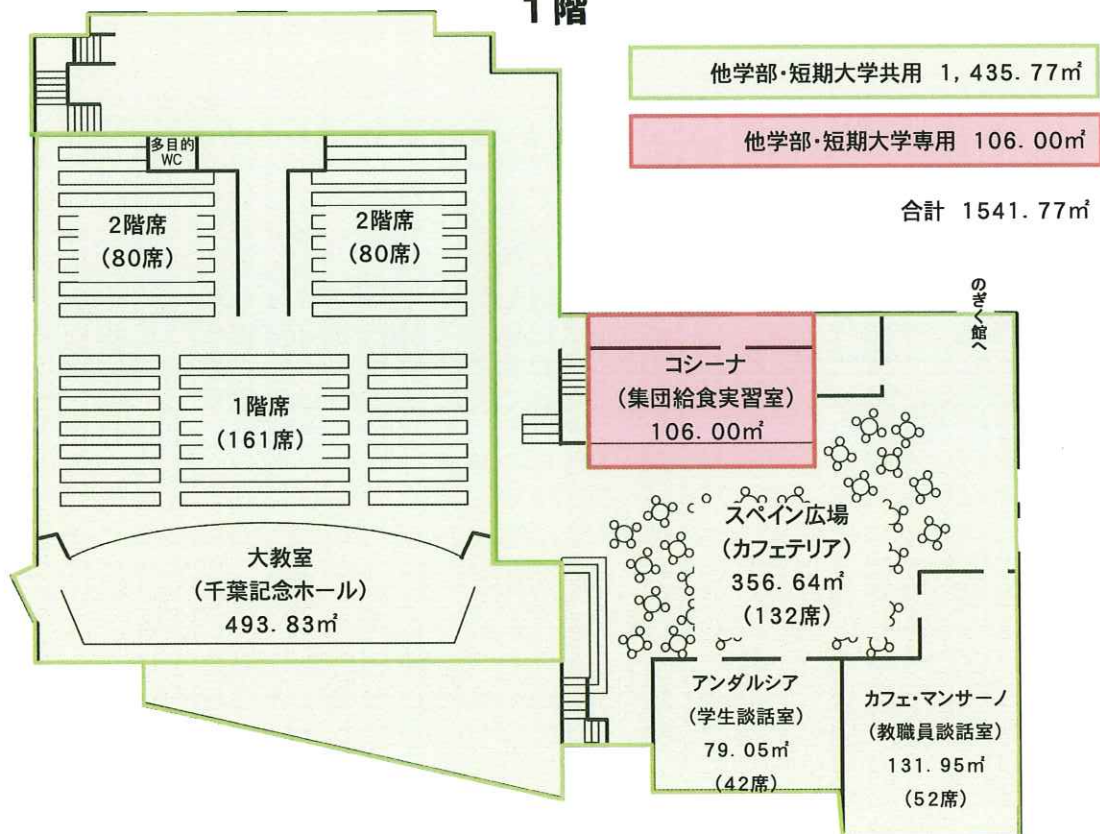 1階
他学部・短期大学共用 1,435.77㎡
他学部・短期大学専用 106.00㎡
合計 1541.77㎡
多目的
WC
2階席
(80席)
2階席
(80席)
のぎく館へ
コシーナ
(集団給食実習室)
106.00㎡
1階席
(161席)
スペイン広場
(カフェテリア)
356.64㎡
(132席)
大教室
(千葉記念ホール)
493.83㎡
アンダルシア
(学生談話室)
79.05㎡
(42席)
カフェ・マンサーノ
(教職員談話室)
131.95㎡
(52席)